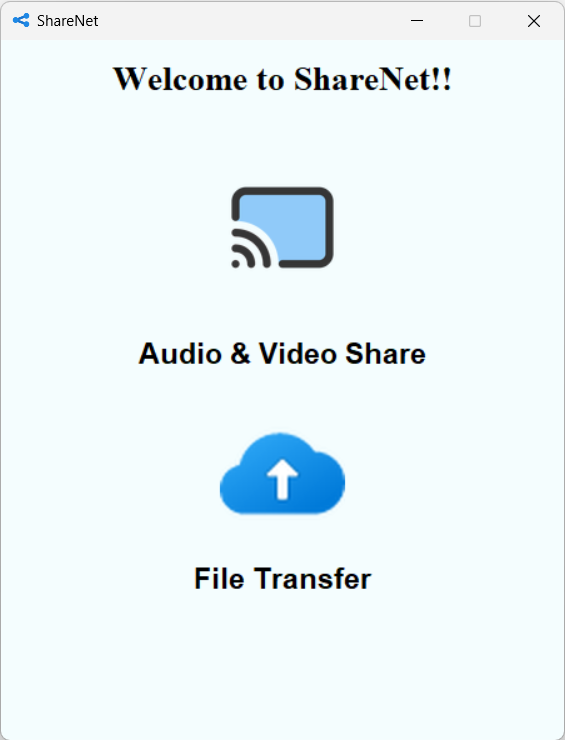 ShareNet
Welcome to ShareNet!!
Audio & Video Share
File Transfer